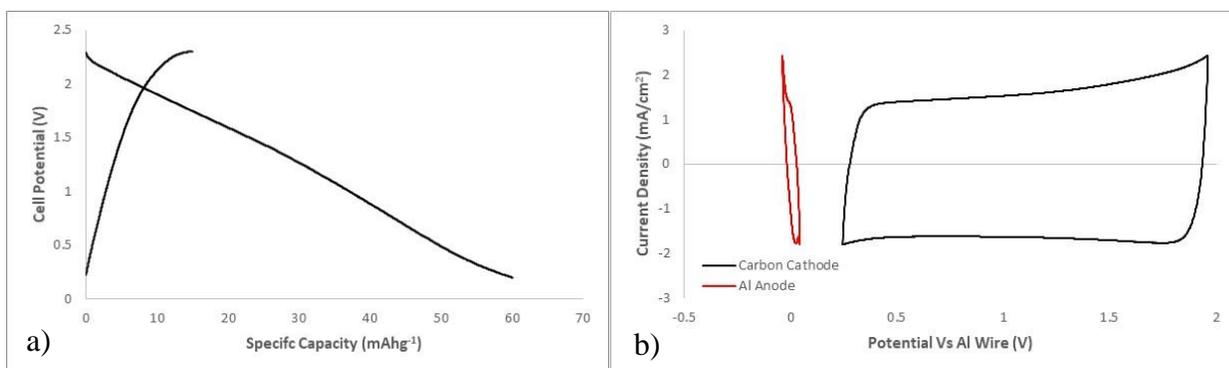 2.5
2
1.5
1
0.5
0
0 10 20 30 40 50 60 70
Cell Potential (V)
Specifc Capacity (mAhg⁻¹)
a)
3
2
1
0
-1
-2
-3
-0.5 0 0.5 1 1.5 2
Current Density (mA/cm²)
Carbon Cathode
Al Anode
Potential Vs Al Wire (V)
b)